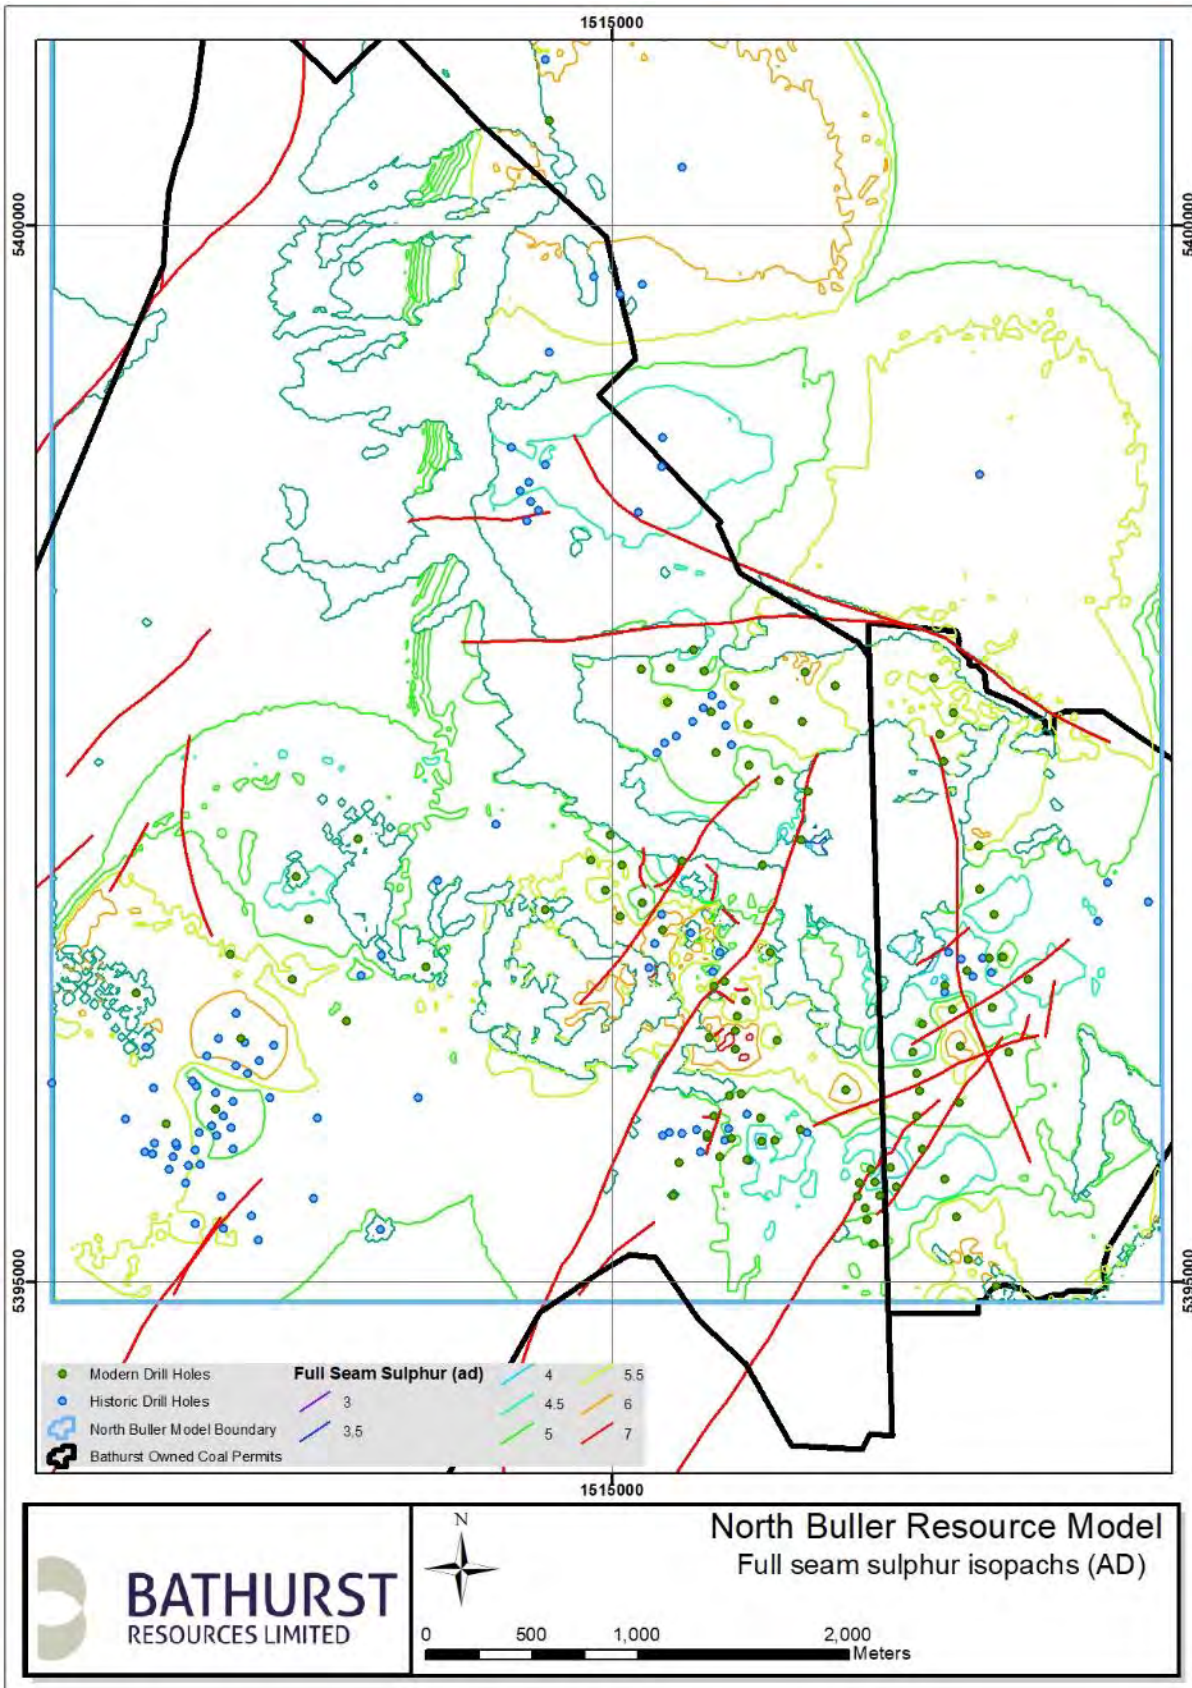 1515000
5400000
5400000
5395000
5395000
Modern Drill Holes
Historic Drill Holes
North Buller Model Boundary
Bathurst Owned Coal Permits
Full Seam Sulphur (ad)
3
3.5
4
4.5
5
5.5
6
7
1515000
BATHURST
RESOURCES LIMITED
N
0 500 1,000 2,000
Meters
North Buller Resource Model
Full seam sulphur isopachs (AD)